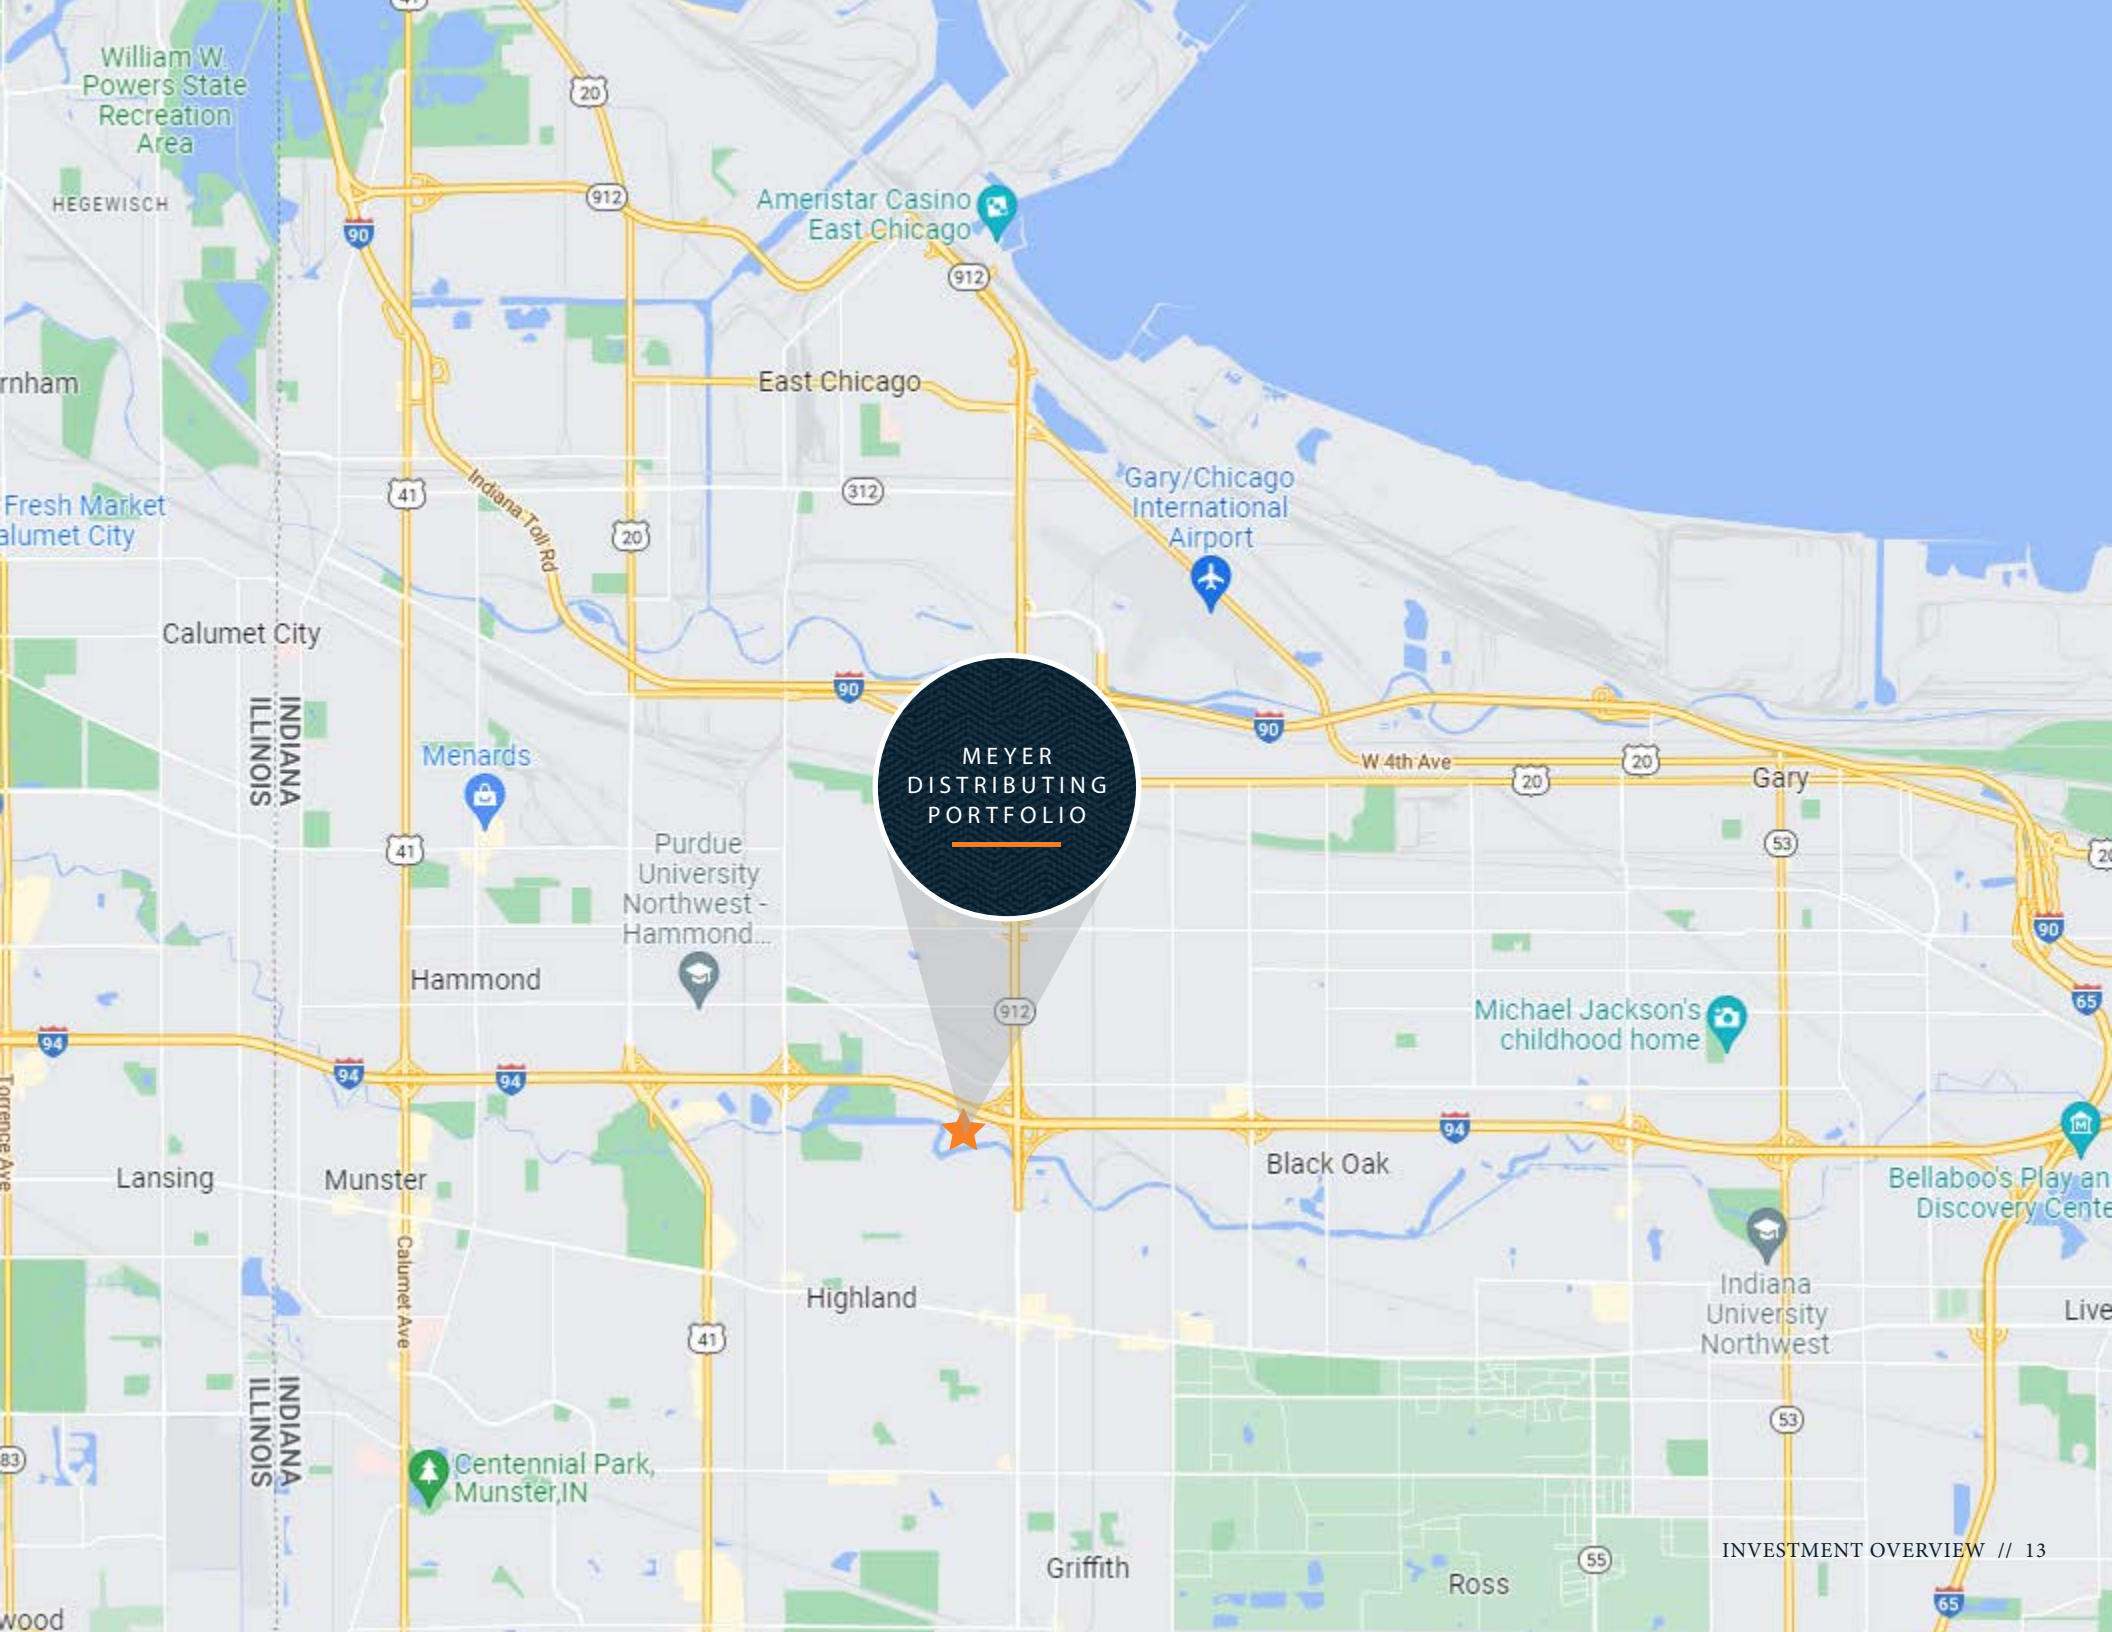 41
William W.
Powers State
Recreation
Area
20
HEGEWISCH
912
Ameristar Casino
East Chicago
90
912
rnham
East Chicago
Gary/Chicago
International
Airport
Indiana Toll Rd
41
312
Fresh Market
alumet City
20
Calumet City
90
INDIANA
ILLINOIS
90
MEYER
DISTRIBUTING
PORTFOLIO
Menards
W 4th Ave
20
20
Gary
41
Purdue
University
Northwest -
Hammond...
53
20
90
Hammond
912
Michael Jackson's
childhood home
65
94
94
94
94
Torrence Ave
Black Oak
Lansing
Munster
Bellaboo's Play an
Discovery Cente
Calumet Ave
Highland
Indiana
University
Northwest
Live
41
INDIANA
ILLINOIS
53
83
Centennial Park,
Munster,IN
Griffith
55
INVESTMENT OVERVIEW // 13
Ross
65
wood